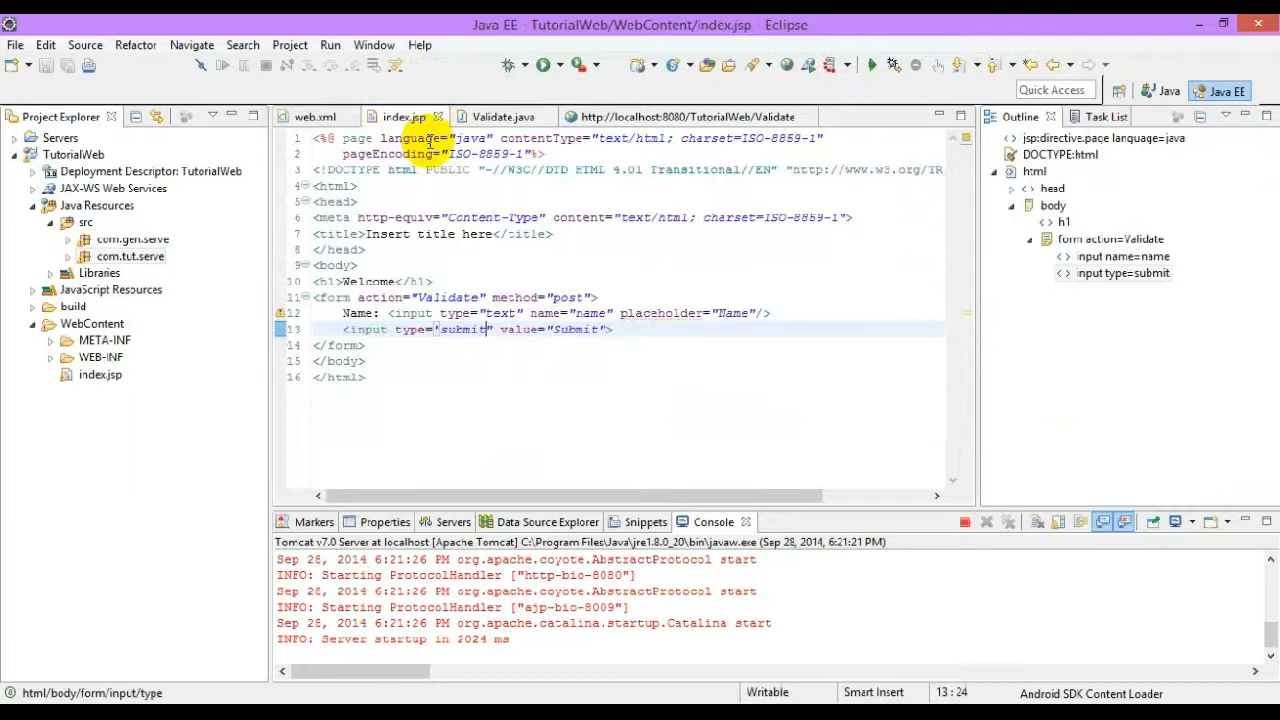 Java EE - TutorialWeb/WebContent/index.jsp - Eclipse
File Edit Source Refactor Navigate Search Project Run Window Help
Quick Access Java Java EE
Project Explorer
Servers
TutorialWeb
Deployment Descriptor: TutorialWeb
JAX-WS Web Services
Java Resources
src
com.gen.serve
com.tut.serve
Libraries
JavaScript Resources
build
WebContent
META-INF
WEB-INF
index.jsp
web.xml index.jsp Validate.java http://localhost:8080/TutorialWeb/Validate
1 <%@ page language="java" contentType="text/html; charset=ISO-8859-1"
2 pageEncoding="ISO-8859-1"%>
3 <!DOCTYPE html PUBLIC "-//W3C//DTD HTML 4.01 Transitional//EN" "http://www.w3.org/TR
4 <html>
5 <head>
6 <meta http-equiv="Content-Type" content="text/html; charset=ISO-8859-1">
7 <title>Insert title here</title>
8 </head>
9 <body>
10 <h1>Welcome</h1>
11 <form action="Validate" method="post">
12 Name: <input type="text" name="name" placeholder="Name"/>
13 <input type="submit" value="Submit">
14 </form>
15 </body>
16 </html>
Outline Task List
jsp:directive.page language=java
DOCTYPE:html
html
head
body
h1
form action=Validate
input name=name
input type=submit
Markers Properties Servers Data Source Explorer Snippets Console
Tomcat v7.0 Server at localhost [Apache Tomcat] C:\Program Files\Java\jre1.8.0_20\bin\javaw.exe (Sep 28, 2014, 6:21:21 PM)
Sep 28, 2014 6:21:26 PM org.apache.coyote.AbstractProtocol start
INFO: Starting ProtocolHandler ["http-bio-8080"]
Sep 28, 2014 6:21:26 PM org.apache.coyote.AbstractProtocol start
INFO: Starting ProtocolHandler ["ajp-bio-8009"]
Sep 28, 2014 6:21:26 PM org.apache.catalina.startup.Catalina start
INFO: Server startup in 2024 ms
html/body/form/input/type Writable Smart Insert 13:24 Android SDK Content Loader